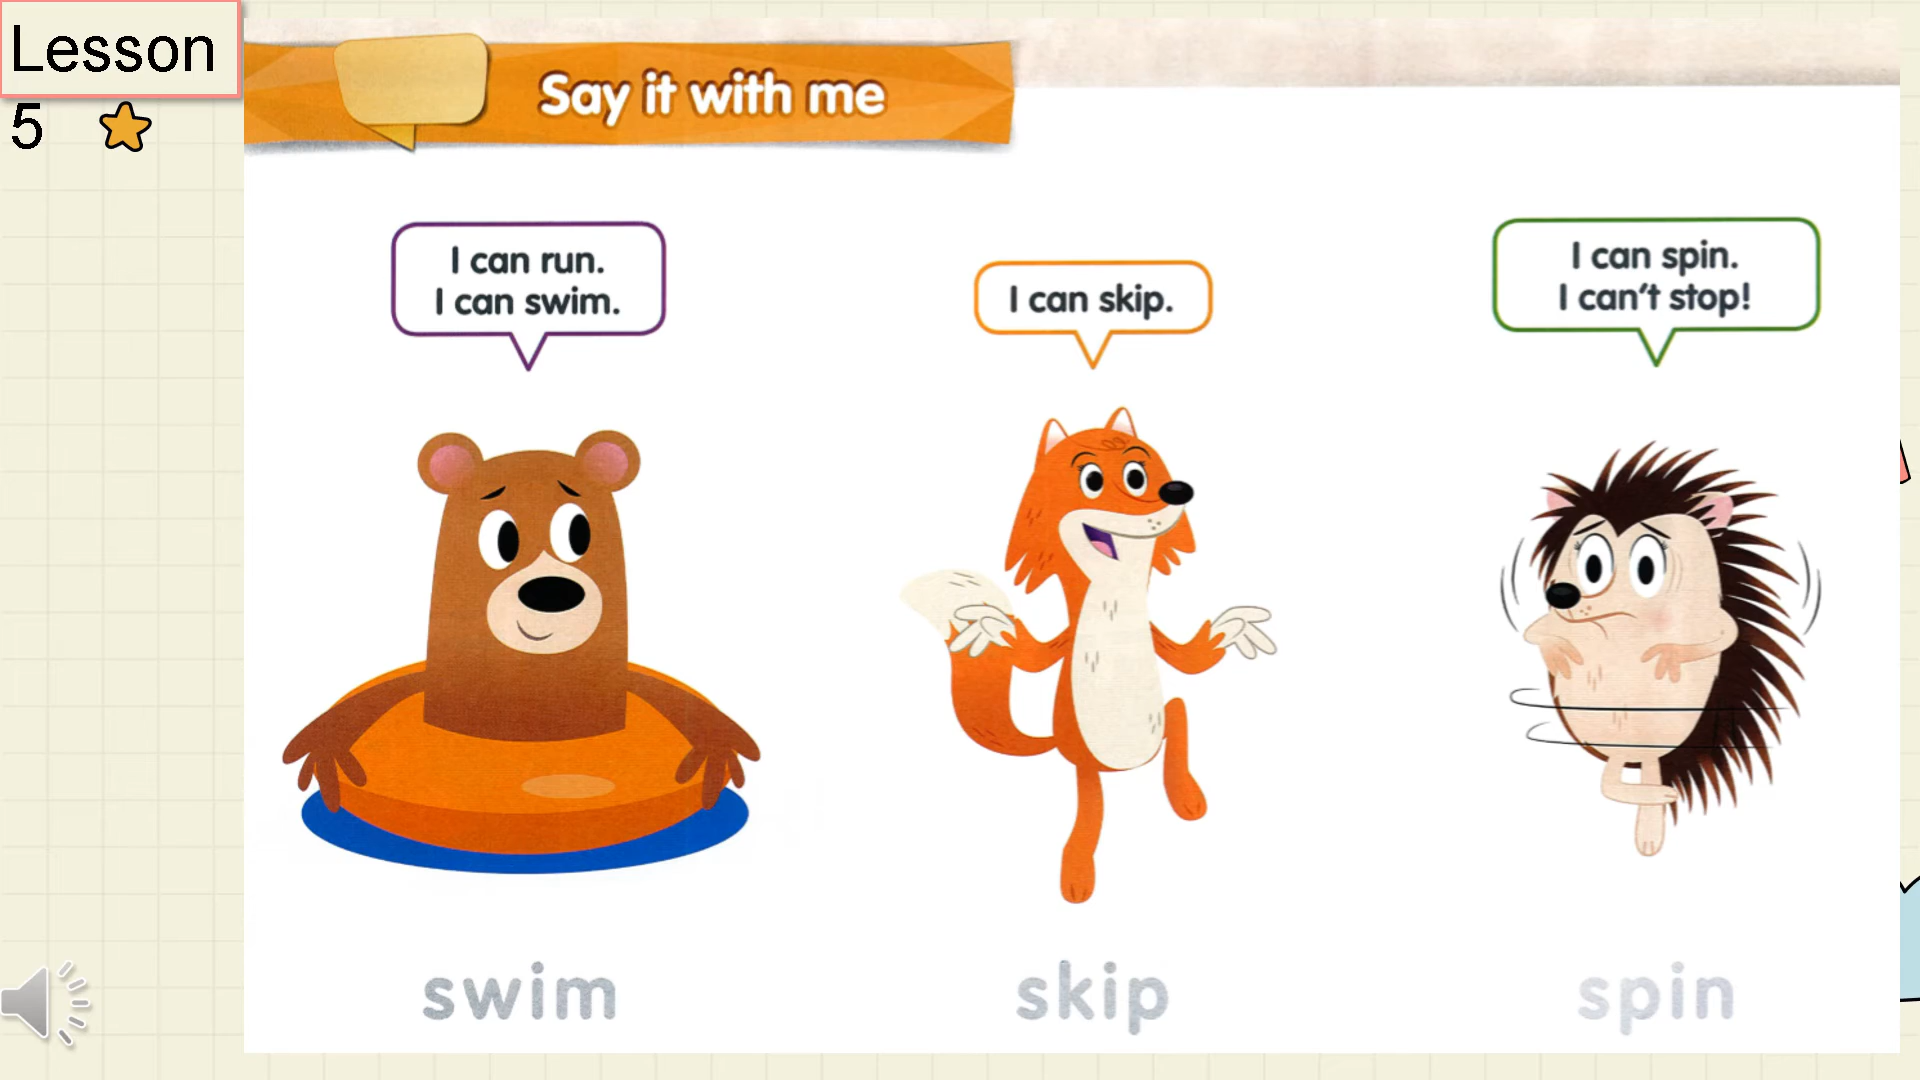 Lesson
5
Say it with me
I can run.
I can swim.
I can skip.
I can spin.
I can't stop!
swim
skip
spin